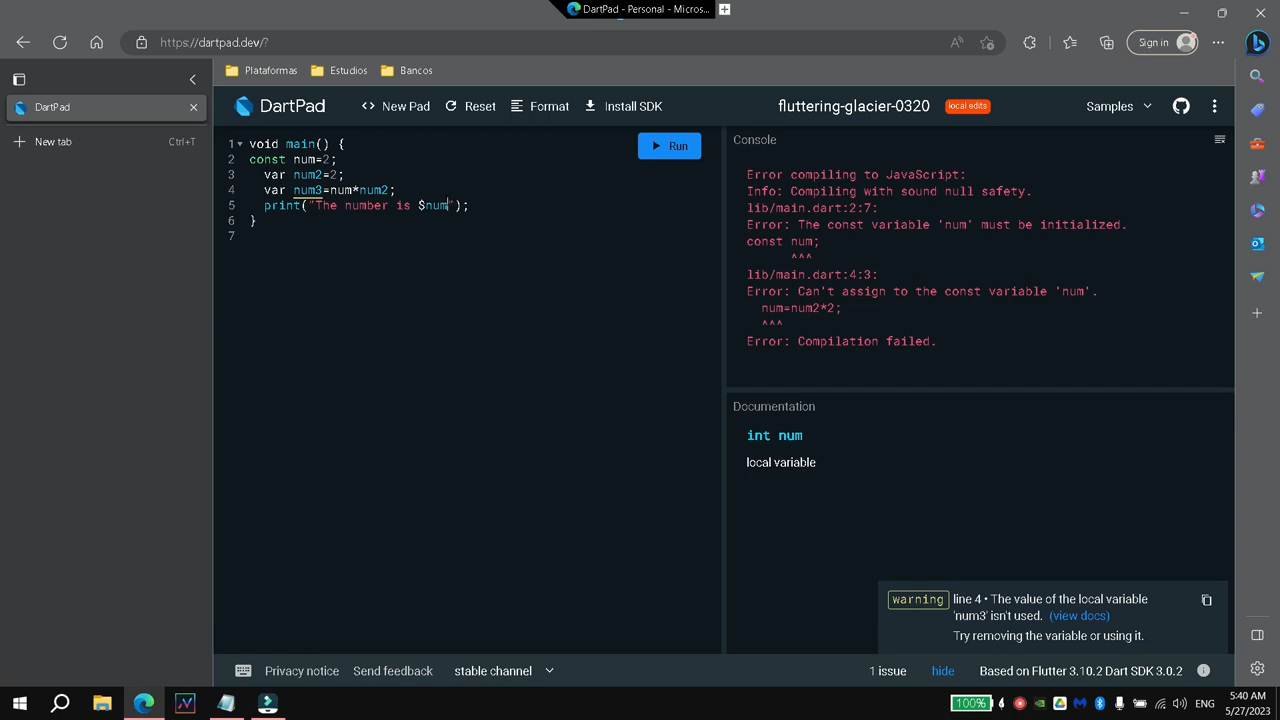 DartPad - Personal - Micros...
https://dartpad.dev/?
Sign in
Plataformas
Estudios
Bancos
DartPad
New tab
Ctrl+T
DartPad
New Pad
Reset
Format
Install SDK
fluttering-glacier-0320
local edits
Samples
1 void main() {
2 const num=2;
3 var num2=2;
4 var num3=num*num2;
5 print("The number is $num");
6 }
7
Run
Console
Error compiling to JavaScript:
Info: Compiling with sound null safety.
lib/main.dart:2:7:
Error: The const variable 'num' must be initialized.
const num;
^^^
lib/main.dart:4:3:
Error: Can't assign to the const variable 'num'.
num=num2*2;
^^^
Error: Compilation failed.
Documentation
int num
local variable
warning
line 4 • The value of the local variable
'num3' isn't used. (view docs)
Try removing the variable or using it.
Privacy notice
Send feedback
stable channel
1 issue
hide
Based on Flutter 3.10.2 Dart SDK 3.0.2
100%
ENG
5:40 AM
5/27/2023